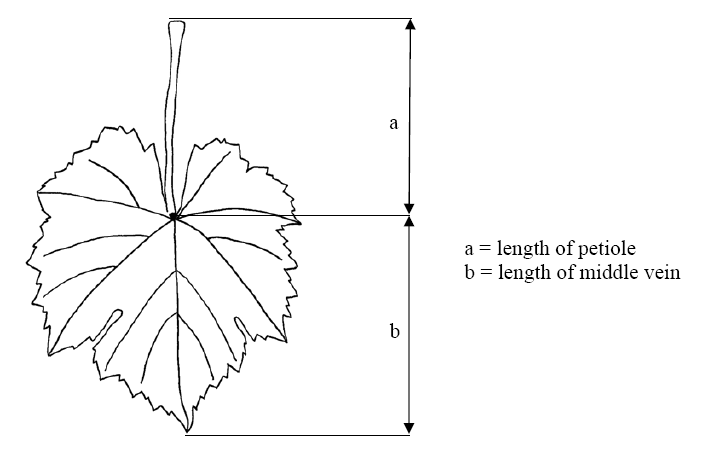 a
a = length of petiole
b = length of middle vein
b